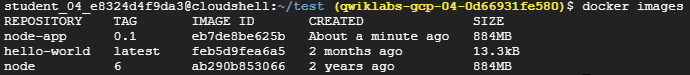 student_04_e8324d4f9da3@cloudshell:~/test (qwiklabs-gcp-04-0d66931fe580)$ docker images
REPOSITORY TAG IMAGE ID CREATED SIZE
node-app 0.1 eb7de8be625b About a minute ago 884MB
hello-world latest feb5d9fea6a5 2 months ago 13.3kB
node 6 ab290b853066 2 years ago 884MB